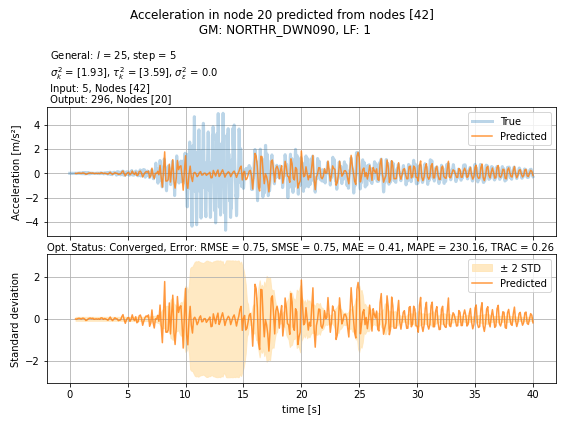 Acceleration in node 20 predicted from nodes [42]
GM: NORTHR_DWN090, LF: 1
General: l = 25, step = 5
σ²ₖ = [1.93], τ²ₖ = [3.59], σ²ₑ = 0.0
Input: 5, Nodes [42]
Output: 296, Nodes [20]
Acceleration [m/s²]
4
2
0
−2
−4
True
Predicted
Opt. Status: Converged, Error: RMSE = 0.75, SMSE = 0.75, MAE = 0.41, MAPE = 230.16, TRAC = 0.26
Standard deviation
2
0
−2
± 2 STD
Predicted
0 5 10 15 20 25 30 35 40
time [s]